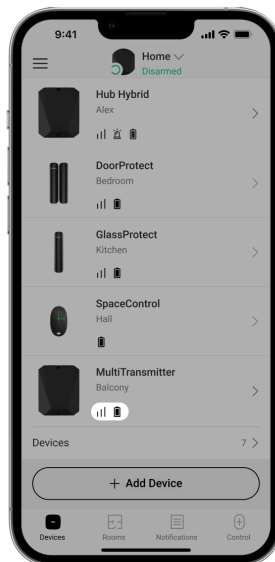 9:41
Home
Disarmed
Hub Hybrid
Alex
DoorProtect
Bedroom
GlassProtect
Kitchen
SpaceControl
Hall
MultiTransmitter
Balcony
Devices 7
+ Add Device
Devices Rooms Notifications Control